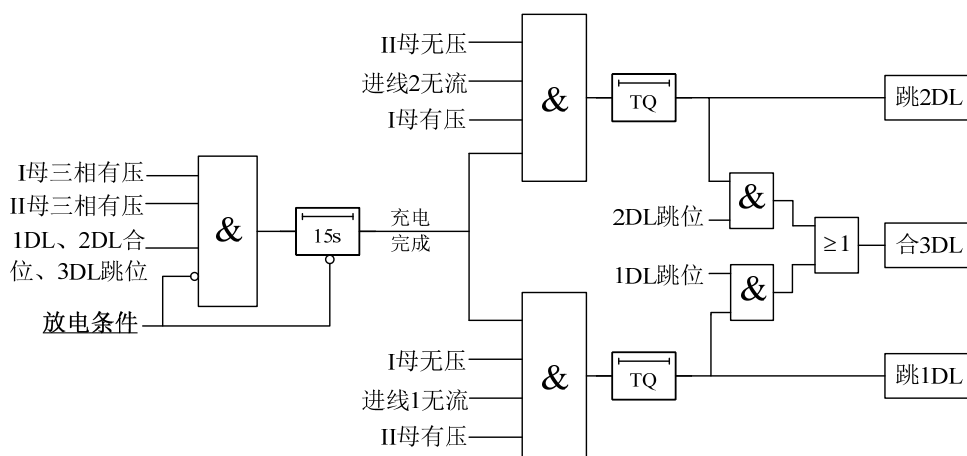 II母无压
进线2无流
I母有压
&
TQ
跳2DL
I母三相有压
II母三相有压
1DL、2DL合
位、3DL跳位
&
15s
充电
完成
放电条件
&
2DL跳位
≥1
合3DL
1DL跳位
&
I母无压
进线1无流
II母有压
&
TQ
跳1DL